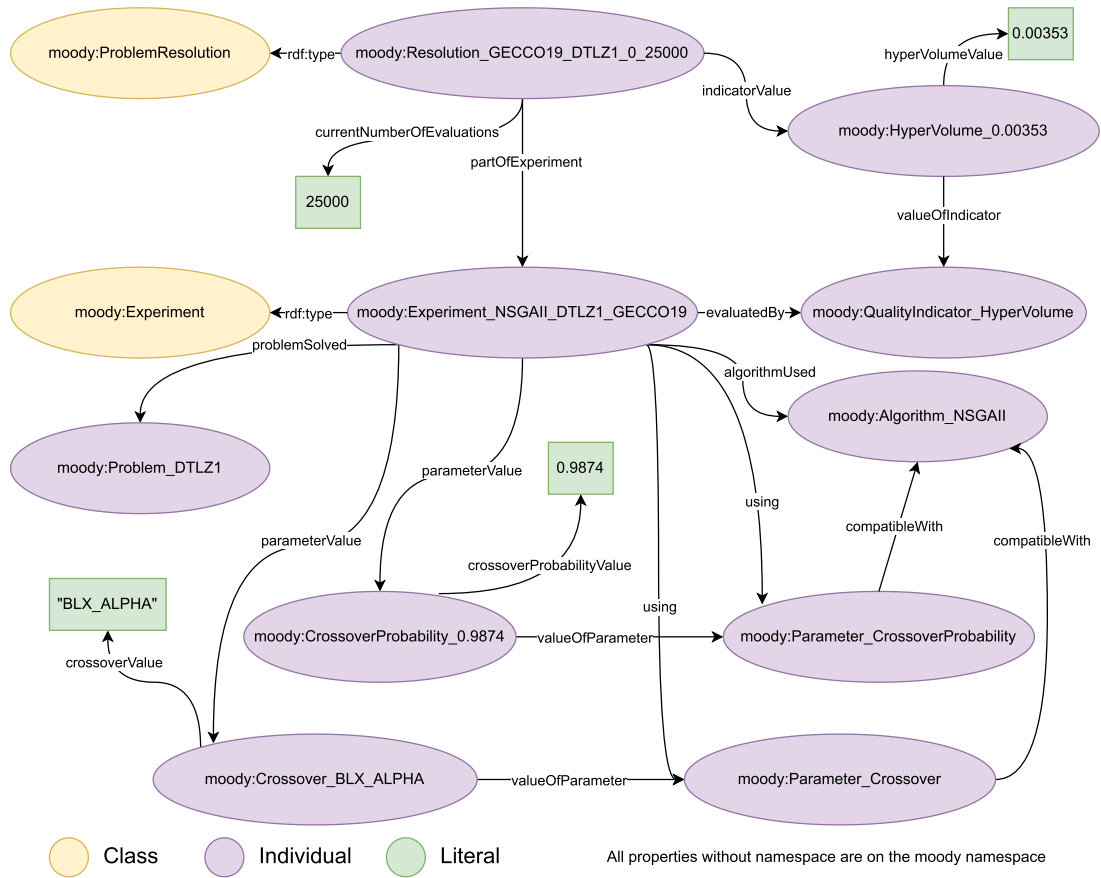 moody:ProblemResolution
rdf:type
moody:Resolution_GECCO19_DTLZ1_0_25000
0.00353
hyperVolumeValue
indicatorValue
currentNumberOfEvaluations
moody:HyperVolume_0.00353
partOfExperiment
25000
valueOfIndicator
moody:Experiment
rdf:type
moody:Experiment_NSGAII_DTLZ1_GECCO19
evaluatedBy
moody:QualityIndicator_HyperVolume
problemSolved
algorithmUsed
moody:Algorithm_NSGAII
moody:Problem_DTLZ1
parameterValue
0.9874
using
compatibleWith
parameterValue
compatibleWith
crossoverProbabilityValue
"BLX_ALPHA"
using
moody:CrossoverProbability_0.9874
valueOfParameter
moody:Parameter_CrossoverProbability
crossoverValue
moody:Crossover_BLX_ALPHA
valueOfParameter
moody:Parameter_Crossover
Class
Individual
Literal
All properties without namespace are on the moody namespace